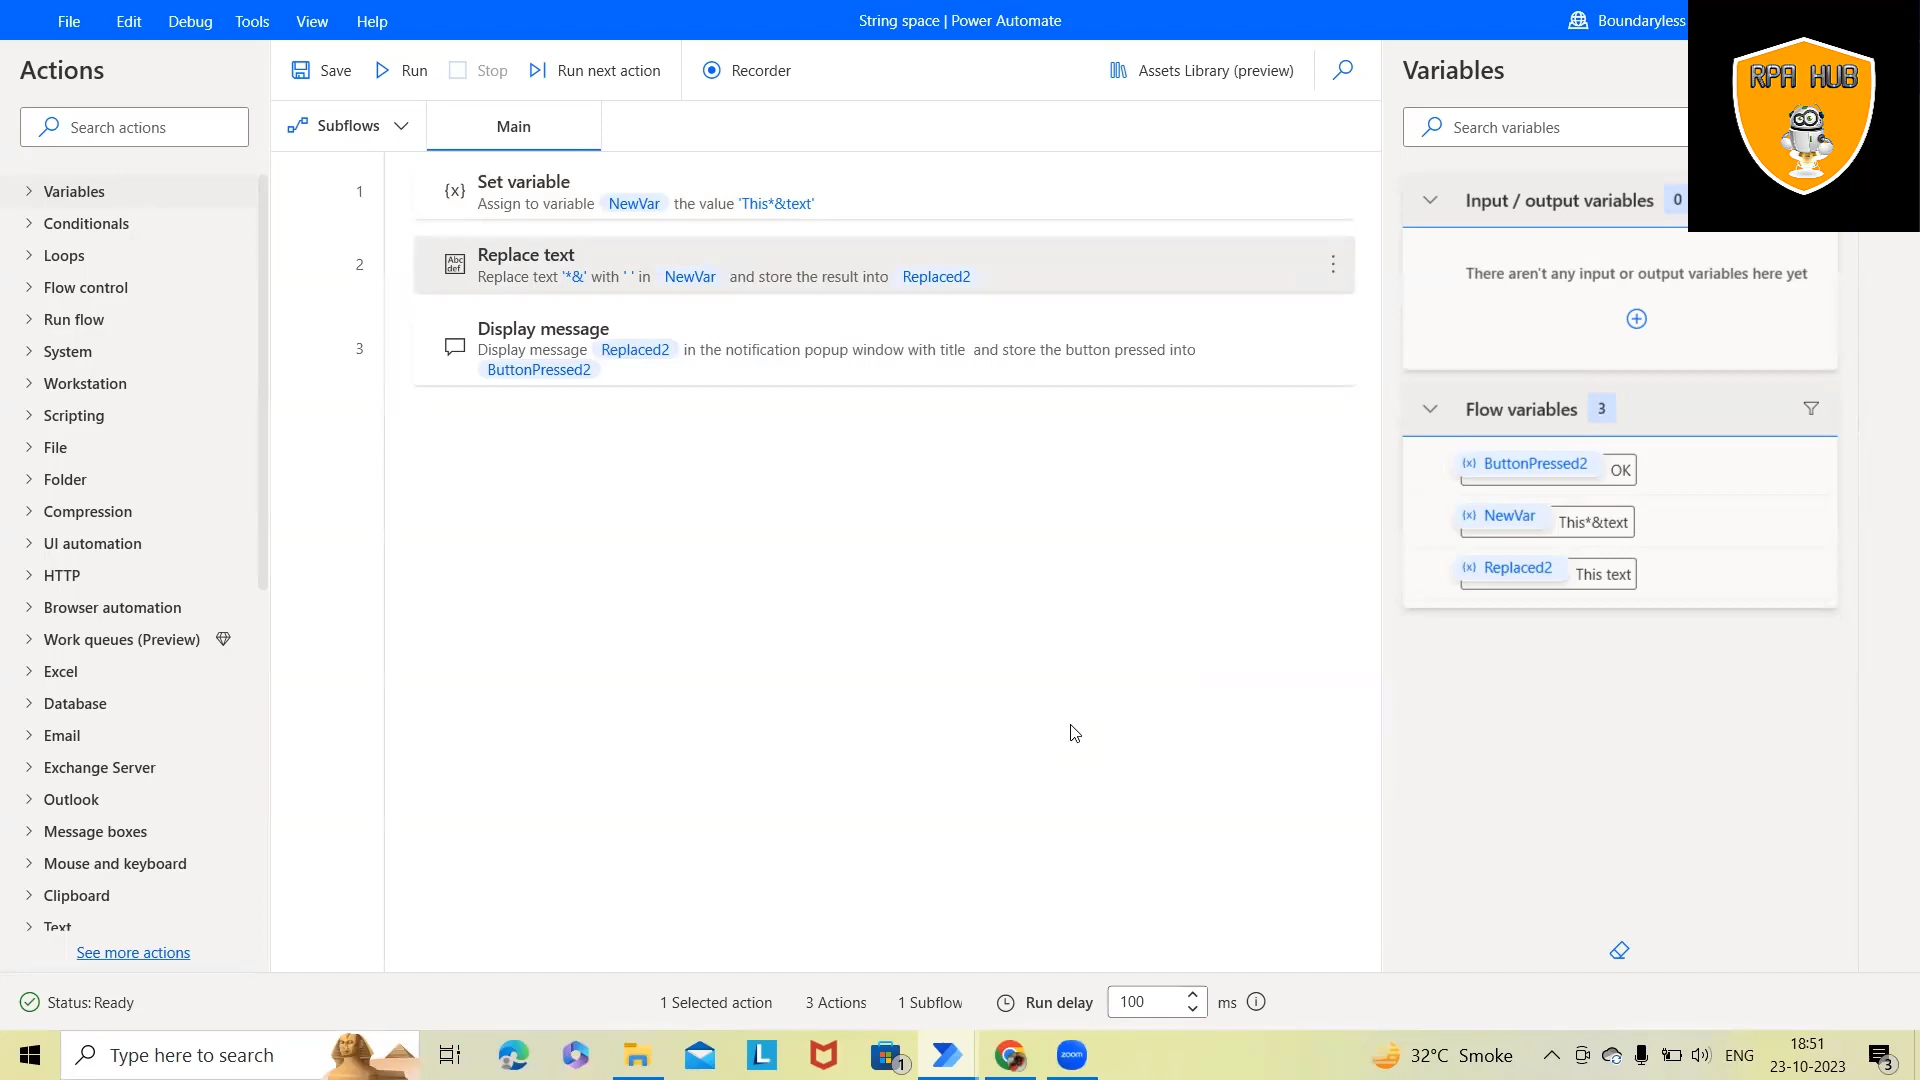 File Edit Debug Tools View Help
String space | Power Automate
Boundaryless
RPA HUB
Actions
Search actions
Variables
Conditionals
Loops
Flow control
Run flow
System
Workstation
Scripting
File
Folder
Compression
UI automation
HTTP
Browser automation
Work queues (Preview)
Excel
Database
Email
Exchange Server
Outlook
Message boxes
Mouse and keyboard
Clipboard
Text
See more actions
Save Run Stop Run next action Recorder Assets Library (preview)
Subflows Main
1 {x} Set variable
Assign to variable NewVar the value 'This*&text'
2 Abc def Replace text
Replace text '*&' with ' ' in NewVar and store the result into Replaced2
3 Display message
Display message Replaced2 in the notification popup window with title and store the button pressed into
ButtonPressed2
Variables
Search variables
Input / output variables 0
There aren't any input or output variables here yet
Flow variables 3
(x) ButtonPressed2 OK
(x) NewVar This*&text
(x) Replaced2 This text
Status: Ready 1 Selected action 3 Actions 1 Subflow Run delay 100 ms
Type here to search L 1 zoom 32°C Smoke ENG 18:51
23-10-2023 3